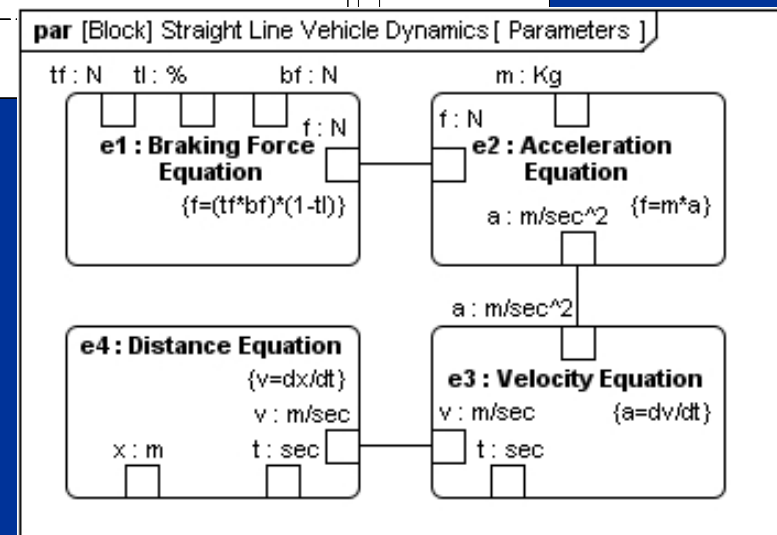 par [Block] Straight Line Vehicle Dynamics [ Parameters ]
tf : N tl : % bf : N
f : N
e1 : Braking Force
Equation
{f=(tf*bf)*(1-tl)}
m : Kg
f : N
e2 : Acceleration
Equation
{f=m*a}
a : m/sec^2
a : m/sec^2
e4 : Distance Equation
{v=dx/dt}
v : m/sec
x : m
t : sec
e3 : Velocity Equation
{a=dv/dt}
v : m/sec
t : sec